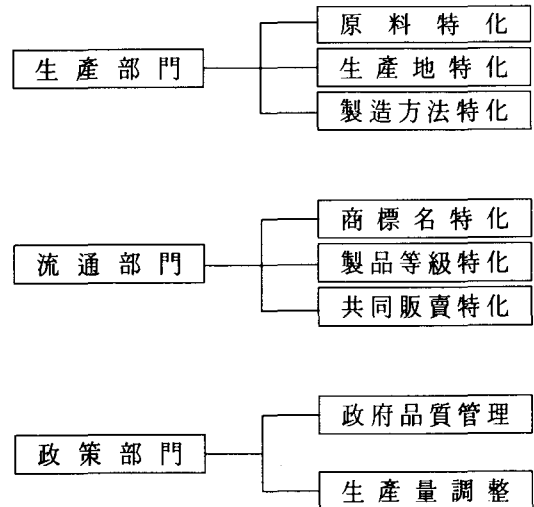 生產部門
原料特化
生產地特化
製造方法特化
流通部門
商標名特化
製品等級特化
共同販賣特化
政策部門
政府品質管理
生產量調整